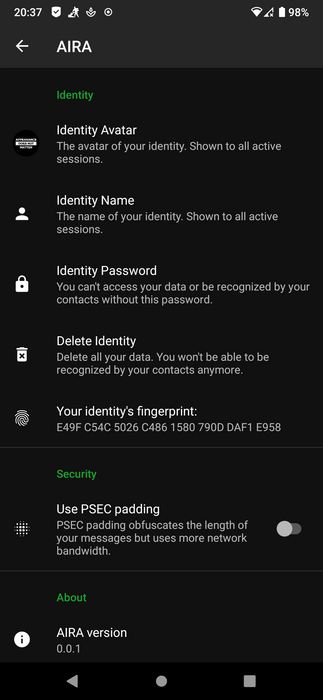 20:37
98%
AIRA
Identity
Identity Avatar
The avatar of your identity. Shown to all active
sessions.
Identity Name
The name of your identity. Shown to all active
sessions.
Identity Password
You can't access your data or be recognized by your
contacts without this password.
Delete Identity
Delete all your data. You won't be able to be
recognized by your contacts anymore.
Your identity's fingerprint:
E49F C54C 5026 C486 1580 790D DAF1 E958
Security
Use PSEC padding
PSEC padding obfuscates the length of
your messages but uses more network
bandwidth.
About
AIRA version
0.0.1